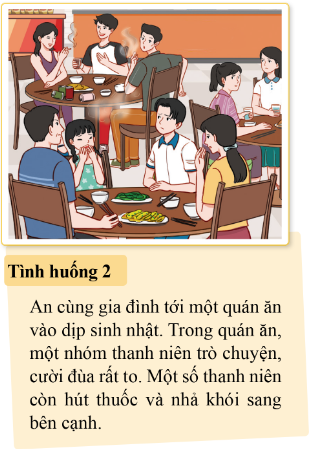 Tình huống 2
An cùng gia đình tới một quán ăn
vào dịp sinh nhật. Trong quán ăn,
một nhóm thanh niên trò chuyện,
cười đùa rất to. Một số thanh niên
còn hút thuốc và nhả khói sang
bên cạnh.